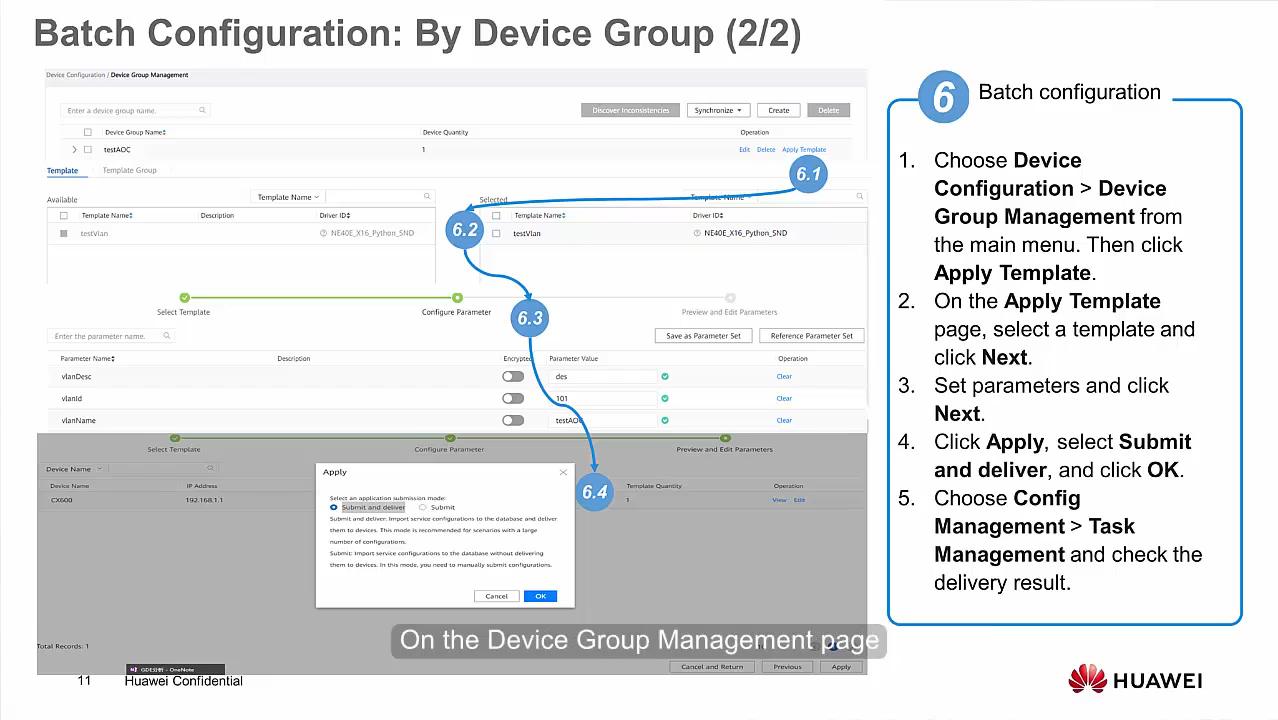 Batch Configuration: By Device Group (2/2)
Device Configuration / Device Group Management
Enter a device group name.
Discover Inconsistencies
Synchronize
Create
Delete
Device Group Name
Device Quantity
Operation
testAOC
1
Edit Delete Apply Template
6.1
Template
Template Group
Available
Template Name
Selected
Template Name
Template Name
Description
Driver ID
Template Name
Driver ID
testVlan
NE40E_X16_Python_SND
6.2
testVlan
NE40E_X16_Python_SND
Select Template
Configure Parameter
6.3
Preview and Edit Parameters
Enter the parameter name.
Save as Parameter Set
Reference Parameter Set
Parameter Name
Description
Encrypted
Parameter Value
Operation
vlanDesc
des
Clear
vlanId
101
Clear
vlanName
testAOC
Clear
Select Template
Configure Parameter
Preview and Edit Parameters
Device Name
Device Name
IP Address
Template Quantity
Operation
CX600
192.168.1.1
1
View Edit
6.4
Apply
Select an application submission mode:
Submit and deliver
Submit
Submit and deliver: Import service configurations to the database and deliver
them to devices. This mode is recommended for scenarios with a large
number of configurations.
Submit: Import service configurations to the database without delivering
them to devices. In this mode, you need to manually submit configurations.
Cancel
OK
Total Records: 1
Cancel and Return
Previous
Apply
6 Batch configuration
1. Choose Device
Configuration > Device
Group Management from
the main menu. Then click
Apply Template.
2. On the Apply Template
page, select a template and
click Next.
3. Set parameters and click
Next.
4. Click Apply, select Submit
and deliver, and click OK.
5. Choose Config
Management > Task
Management and check the
delivery result.
On the Device Group Management page
GDE分析 - OneNote
11
Huawei Confidential
HUAWEI